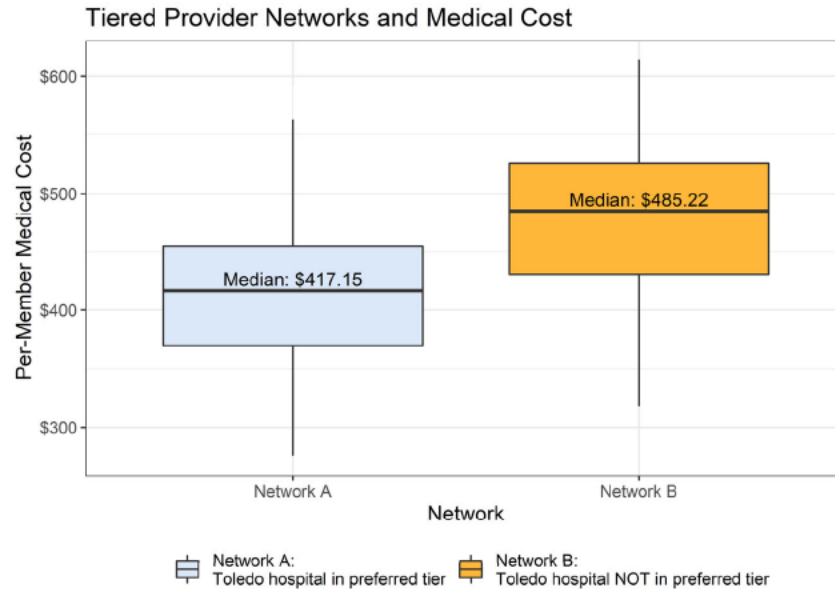 Tiered Provider Networks and Medical Cost
Per-Member Medical Cost
$600
$500
$400
$300
Median: $417.15
Median: $485.22
Network A
Network B
Network
Network A:
Toledo hospital in preferred tier
Network B:
Toledo hospital NOT in preferred tier